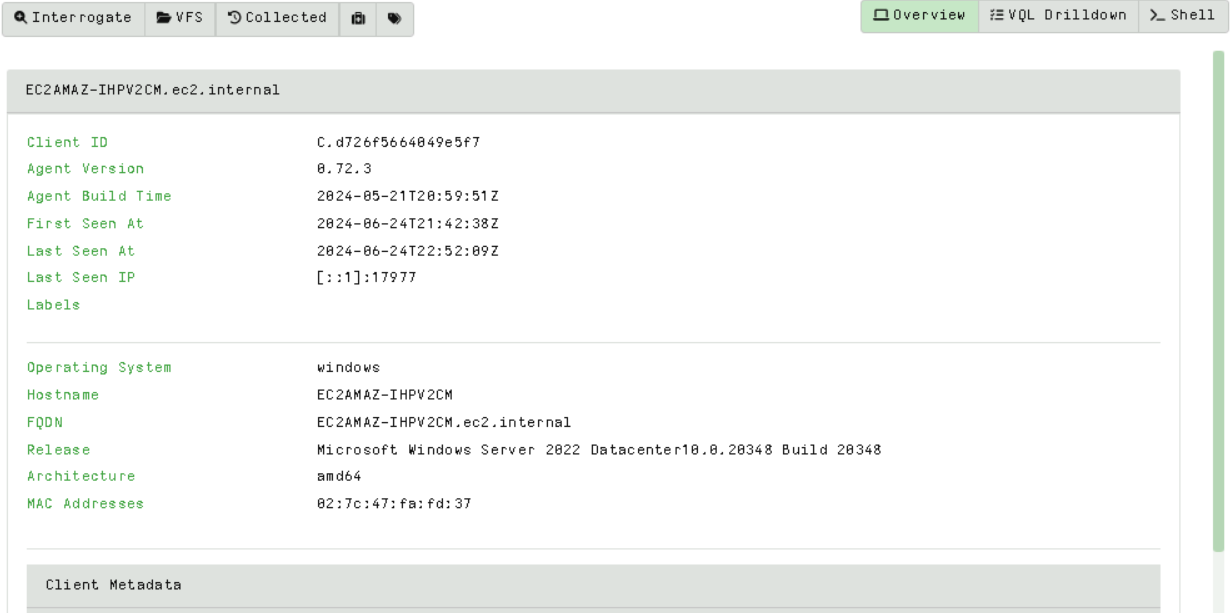 Interrogate VFS Collected Overview VQL Drilldown >_ Shell
EC2AMAZ-IHPV2CM.ec2.internal
Client ID C.d726f5664049e5f7
Agent Version 0.72.3
Agent Build Time 2024-05-21T20:59:51Z
First Seen At 2024-06-24T21:42:38Z
Last Seen At 2024-06-24T22:52:09Z
Last Seen IP [::1]:17977
Labels
Operating System windows
Hostname EC2AMAZ-IHPV2CM
FQDN EC2AMAZ-IHPV2CM.ec2.internal
Release Microsoft Windows Server 2022 Datacenter10.0.20348 Build 20348
Architecture amd64
MAC Addresses 02:7c:47:fa:fd:37
Client Metadata